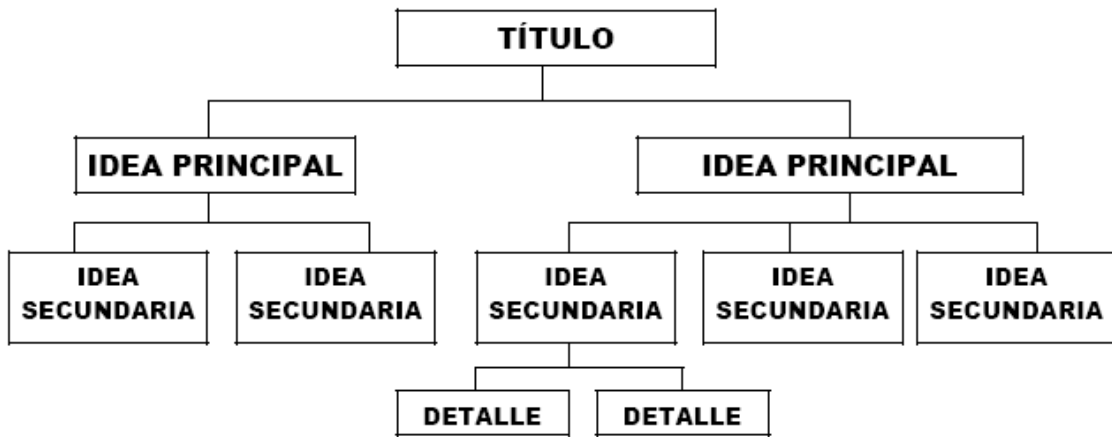 TÍTULO
IDEA PRINCIPAL
IDEA PRINCIPAL
IDEA
SECUNDARIA
IDEA
SECUNDARIA
IDEA
SECUNDARIA
IDEA
SECUNDARIA
IDEA
SECUNDARIA
DETALLE
DETALLE